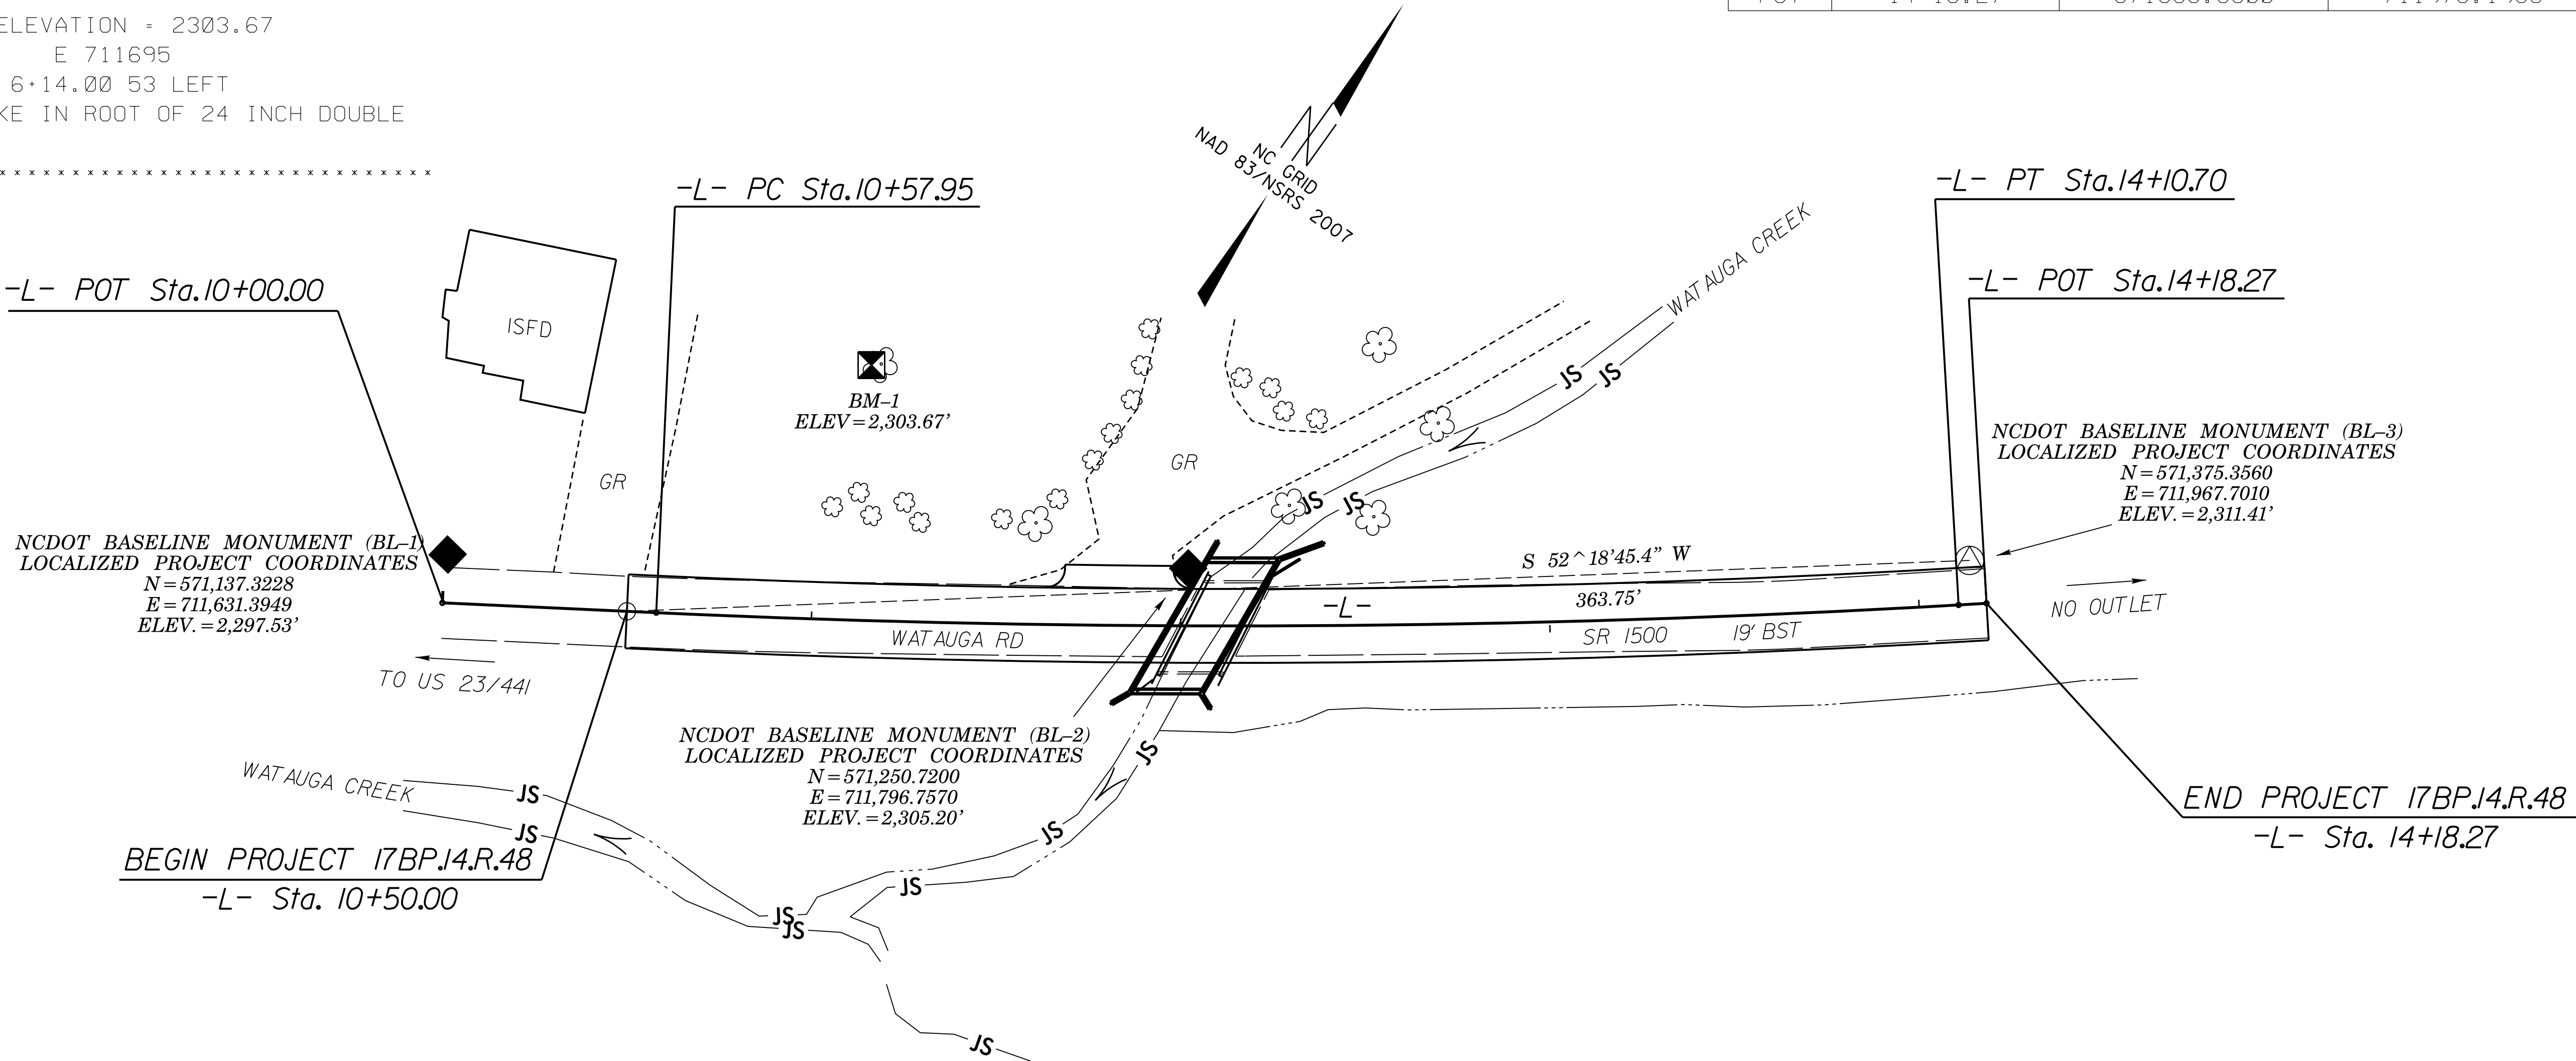 ELEVATION = 2303.67
E 711695
6+14.00 53 LEFT
IN ROOT OF 24 INCH DOUBLE
* * * * * * * * * * * * * * * * * * * * * * * * * * * * * *
-L- PC Sta.10+57.95
NC GRID
NAD 83/NSRS 2007
-L- PT Sta.14+10.70
-L- POT Sta.14+18.27
-L- POT Sta.10+00.00
ISFD
WATAUGA CREEK
JS
JS
BM-1
ELEV=2,303.67'
GR
GR
JS
JS
NCDOT BASELINE MONUMENT (BL-3)
LOCALIZED PROJECT COORDINATES
N=571,375.3560
E=711,967.7010
ELEV.=2,311.41'
NCDOT BASELINE MONUMENT (BL-1)
LOCALIZED PROJECT COORDINATES
N=571,137.3228
E=711,631.3949
ELEV.=2,297.53'
S 52^18'45.4" W
363.75'
-L-
WATAUGA RD
SR 1500
19' BST
NO OUTLET
TO US 23/441
NCDOT BASELINE MONUMENT (BL-2)
LOCALIZED PROJECT COORDINATES
N=571,250.7200
E=711,796.7570
ELEV.=2,305.20'
JS
WATAUGA CREEK
JS
JS
JS
BEGIN PROJECT 17BP.14.R.48
-L- Sta. 10+50.00
END PROJECT 17BP.14.R.48
-L- Sta. 14+18.27
JS
JS
JS
JS